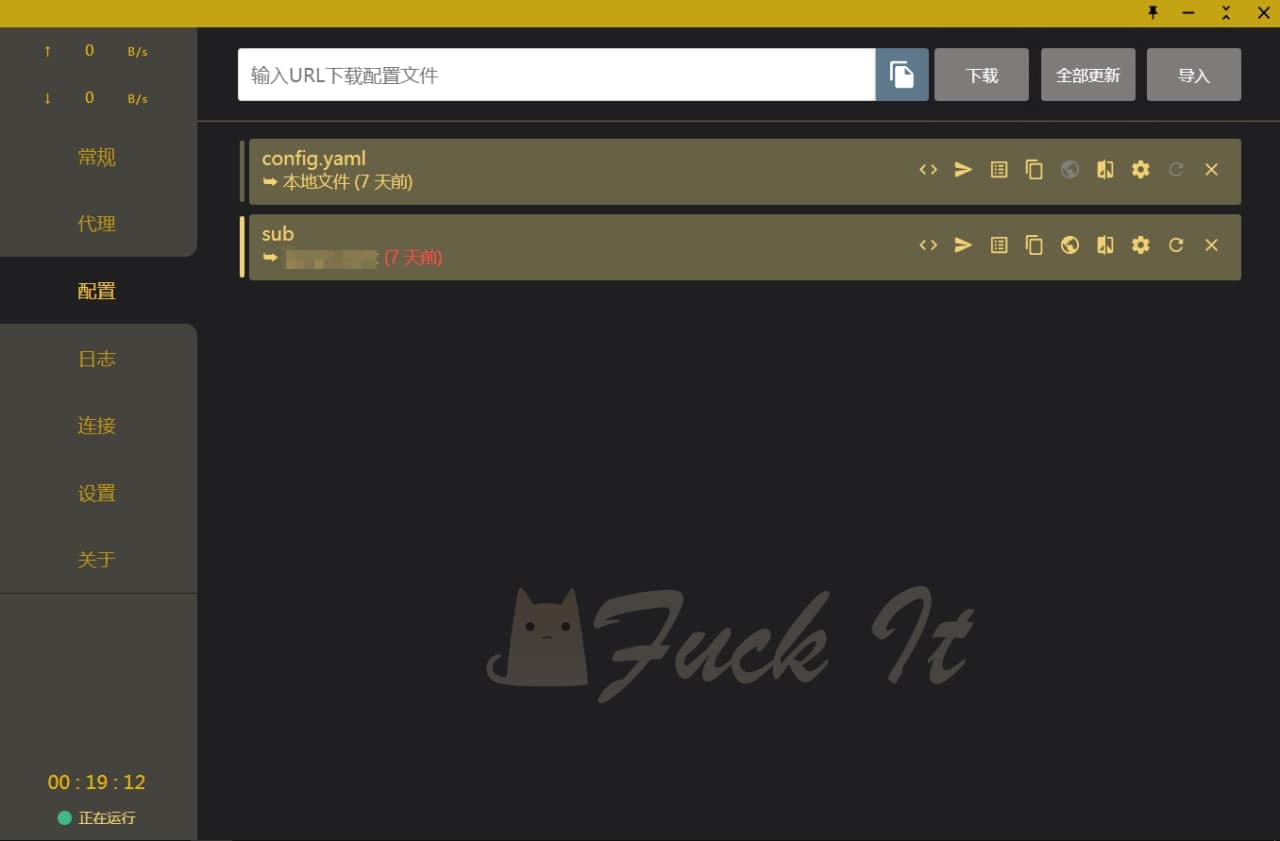 ↑ 0 B/s
↓ 0 B/s
常规
代理
配置
日志
连接
设置
关于
00 : 19 : 12
正在运行
输入URL下载配置文件
下载
全部更新
导入
config.yaml
本地文件 (7 天前)
sub
(7 天前)
Fuck It